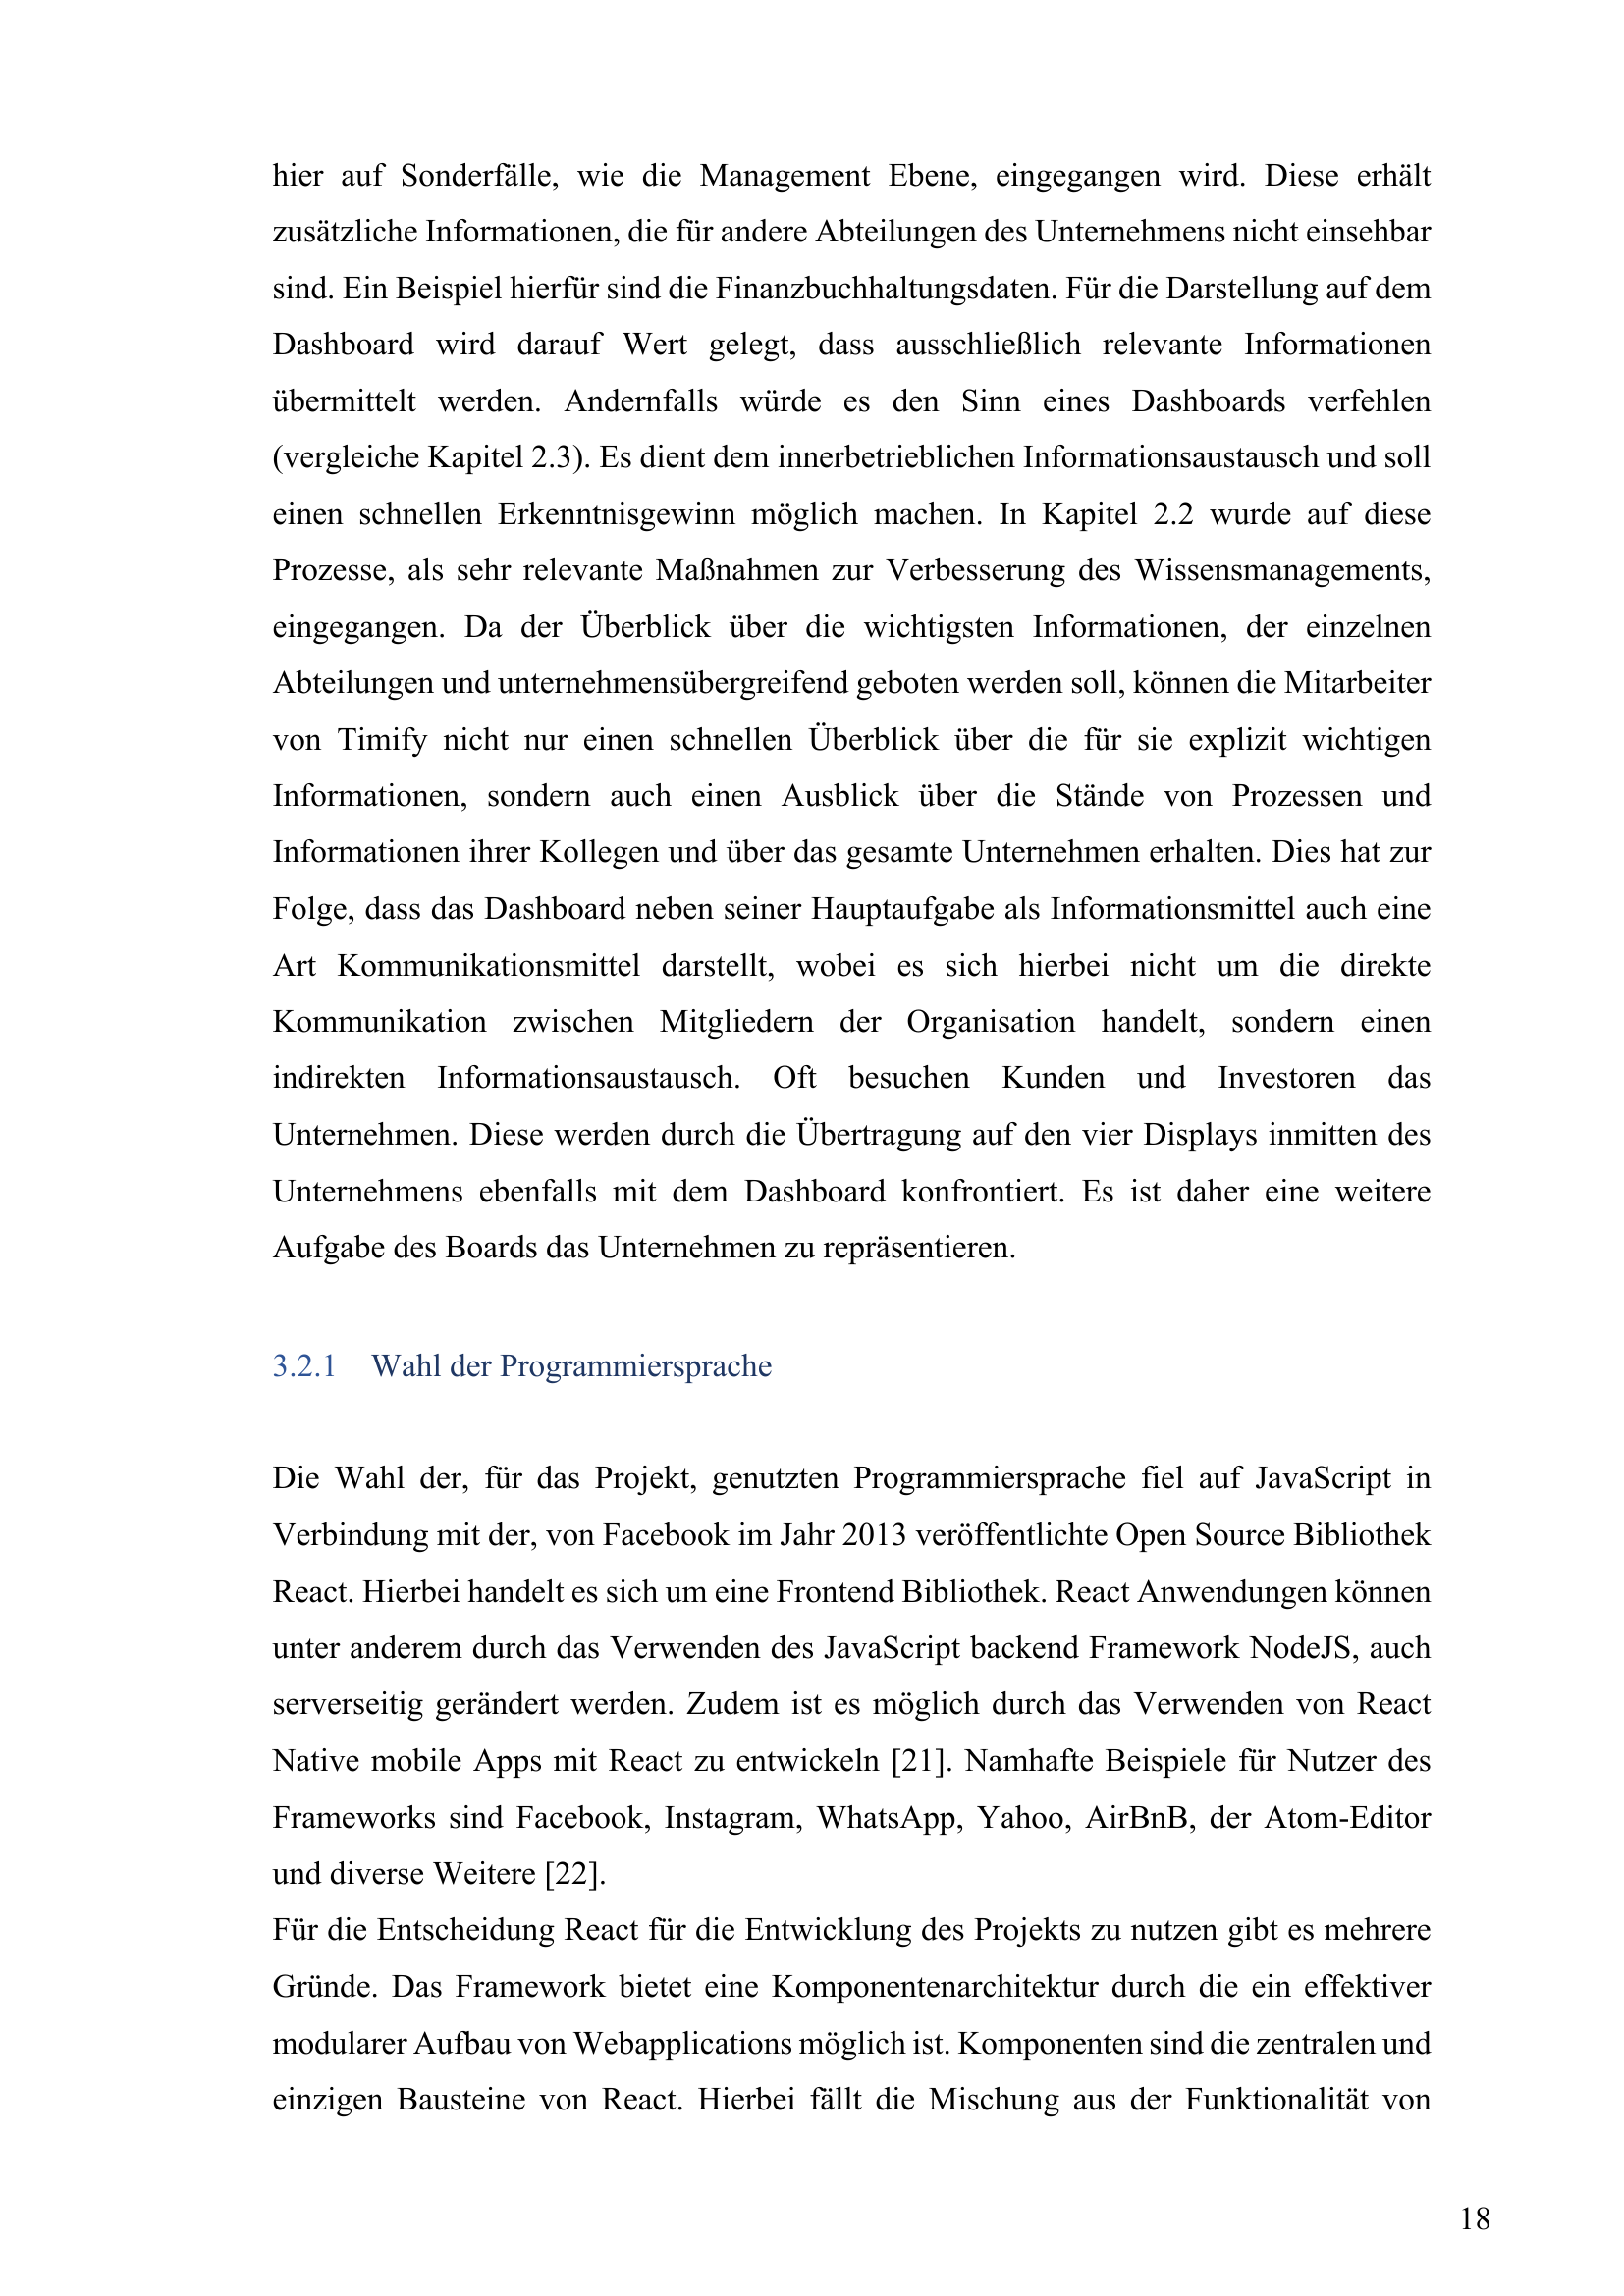 hier auf Sonderfälle, wie die Management Ebene, eingegangen wird. Diese erhält
zusätzliche Informationen, die für andere Abteilungen des Unternehmens nicht einsehbar
sind. Ein Beispiel hierfür sind die Finanzbuchhaltungsdaten. Für die Darstellung auf dem
Dashboard wird darauf Wert gelegt, dass ausschließlich relevante Informationen
übermittelt werden. Andernfalls würde es den Sinn eines Dashboards verfehlen
(vergleiche Kapitel 2.3). Es dient dem innerbetrieblichen Informationsaustausch und soll
einen schnellen Erkenntnisgewinn möglich machen. In Kapitel 2.2 wurde auf diese
Prozesse, als sehr relevante Maßnahmen zur Verbesserung des Wissensmanagements,
eingegangen. Da der Überblick über die wichtigsten Informationen, der einzelnen
Abteilungen und unternehmensübergreifend geboten werden soll, können die Mitarbeiter
von Timify nicht nur einen schnellen Überblick über die für sie explizit wichtigen
Informationen, sondern auch einen Ausblick über die Stände von Prozessen und
Informationen ihrer Kollegen und über das gesamte Unternehmen erhalten. Dies hat zur
Folge, dass das Dashboard neben seiner Hauptaufgabe als Informationsmittel auch eine
Art Kommunikationsmittel darstellt, wobei es sich hierbei nicht um die direkte
Kommunikation zwischen Mitgliedern der Organisation handelt, sondern einen
indirekten Informationsaustausch. Oft besuchen Kunden und Investoren das
Unternehmen. Diese werden durch die Übertragung auf den vier Displays inmitten des
Unternehmens ebenfalls mit dem Dashboard konfrontiert. Es ist daher eine weitere
Aufgabe des Boards das Unternehmen zu repräsentieren.
3.2.1 Wahl der Programmiersprache
Die Wahl der, für das Projekt, genutzten Programmiersprache fiel auf JavaScript in
Verbindung mit der, von Facebook im Jahr 2013 veröffentlichte Open Source Bibliothek
React. Hierbei handelt es sich um eine Frontend Bibliothek. React Anwendungen können
unter anderem durch das Verwenden des JavaScript backend Framework NodeJS, auch
serverseitig gerändert werden. Zudem ist es möglich durch das Verwenden von React
Native mobile Apps mit React zu entwickeln [21]. Namhafte Beispiele für Nutzer des
Frameworks sind Facebook, Instagram, WhatsApp, Yahoo, AirBnB, der Atom-Editor
und diverse Weitere [22].
Für die Entscheidung React für die Entwicklung des Projekts zu nutzen gibt es mehrere
Gründe. Das Framework bietet eine Komponentenarchitektur durch die ein effektiver
modularer Aufbau von Webapplications möglich ist. Komponenten sind die zentralen und
einzigen Bausteine von React. Hierbei fällt die Mischung aus der Funktionalität von
18